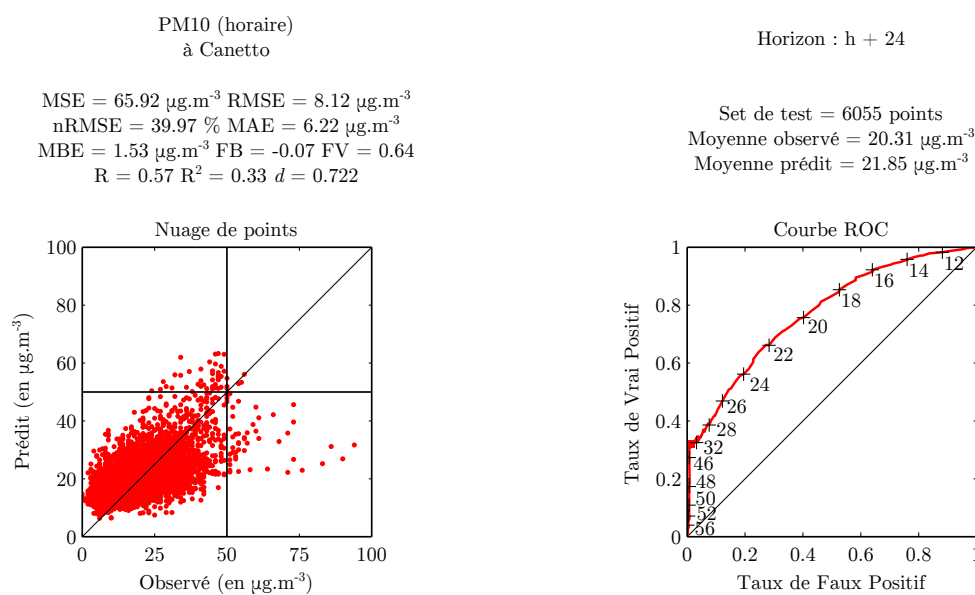 PM10 (horaire)
à Canetto
MSE = 65.92 µg.m-3 RMSE = 8.12 µg.m-3
nRMSE = 39.97 % MAE = 6.22 µg.m-3
MBE = 1.53 µg.m-3 FB = -0.07 FV = 0.64
R = 0.57 R2 = 0.33 d = 0.722
Horizon : h + 24
Set de test = 6055 points
Moyenne observé = 20.31 µg.m-3
Moyenne prédit = 21.85 µg.m-3
Nuage de points
100
80
60
40
20
0
0 25 50 75 100
Prédit (en µg.m-3)
Observé (en µg.m-3)
Courbe ROC
1
0.8
0.6
0.4
0.2
0
0 0.2 0.4 0.6 0.8 1
Taux de Vrai Positif
Taux de Faux Positif
12
14
16
18
20
22
24
26
28
32
46
48
50
52
56